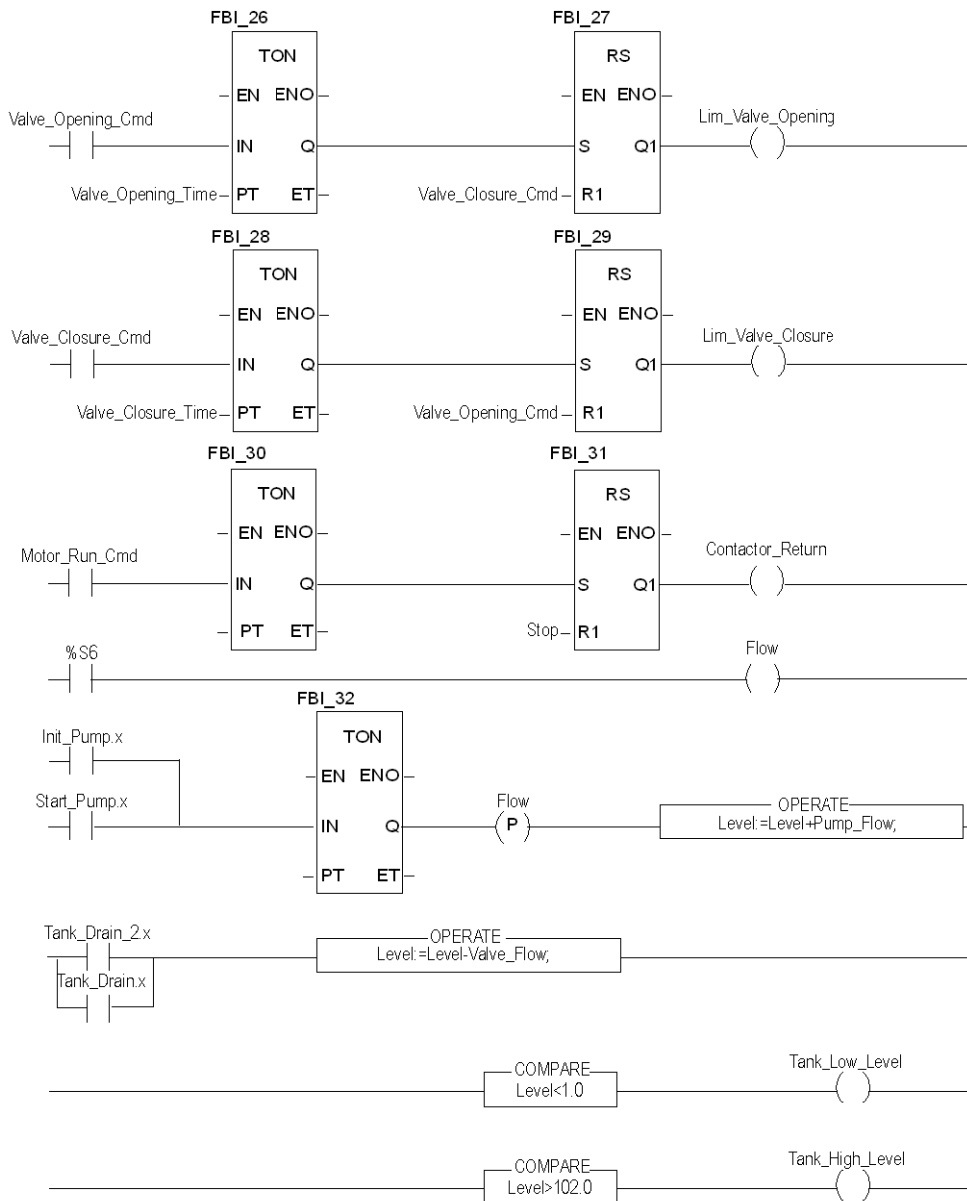 FBI_26 FBI_27
TON RS
EN ENO EN ENO
Valve_Opening_Cmd Lim_Valve_Opening
IN Q S Q1
Valve_Opening_Time PT ET Valve_Closure_Cmd R1
FBI_28 FBI_29
TON RS
EN ENO EN ENO
Valve_Closure_Cmd Lim_Valve_Closure
IN Q S Q1
Valve_Closure_Time PT ET Valve_Opening_Cmd R1
FBI_30 FBI_31
TON RS
EN ENO EN ENO
Motor_Run_Cmd Contactor_Return
IN Q S Q1
PT ET Stop R1
%S6 Flow
FBI_32
Init_Pump.x TON
EN ENO
Start_Pump.x Flow OPERATE
IN Q P Level:=Level+Pump_Flow;
PT ET
Tank_Drain_2.x OPERATE
Level:=Level-Valve_Flow;
Tank_Drain.x
COMPARE Tank_Low_Level
Level<1.0
COMPARE Tank_High_Level
Level>102.0